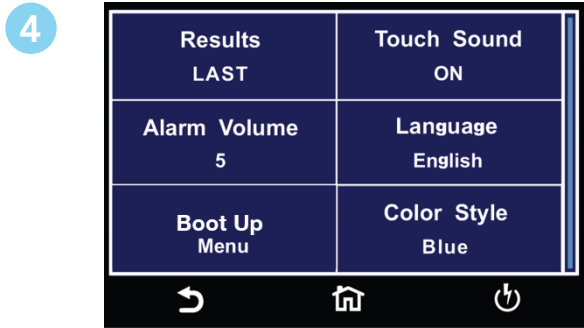 4
Results
LAST
Touch Sound
ON
Alarm Volume
5
Language
English
Boot Up
Menu
Color Style
Blue